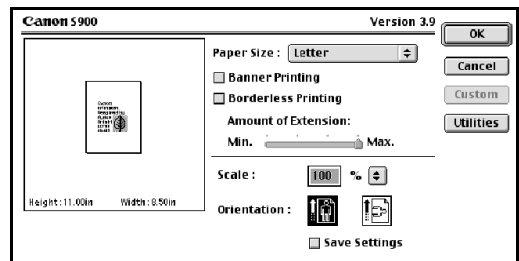 Canon S900
Version 3.9
OK
Paper Size : Letter
Cancel
Banner Printing
Custom
Borderless Printing
Utilities
Amount of Extension:
Min. Max.
Scale : 100 %
Height:11.00in Width:8.50in
Orientation :
Save Settings